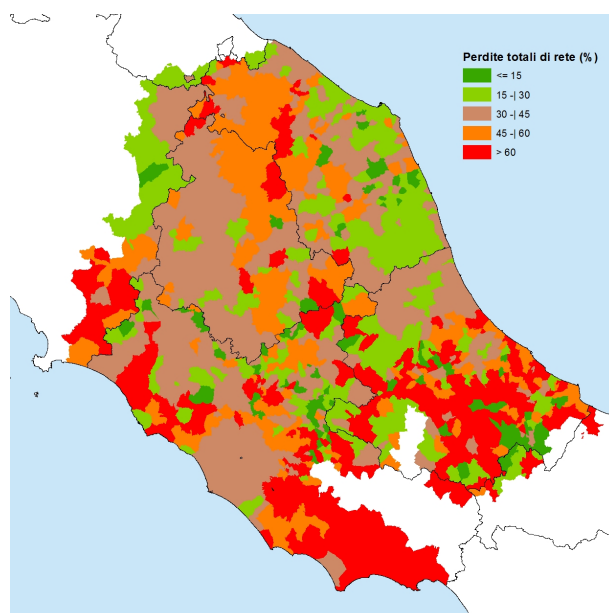 Perdite totali di rete (%)
<= 15
15 -| 30
30 -| 45
45 -| 60
> 60